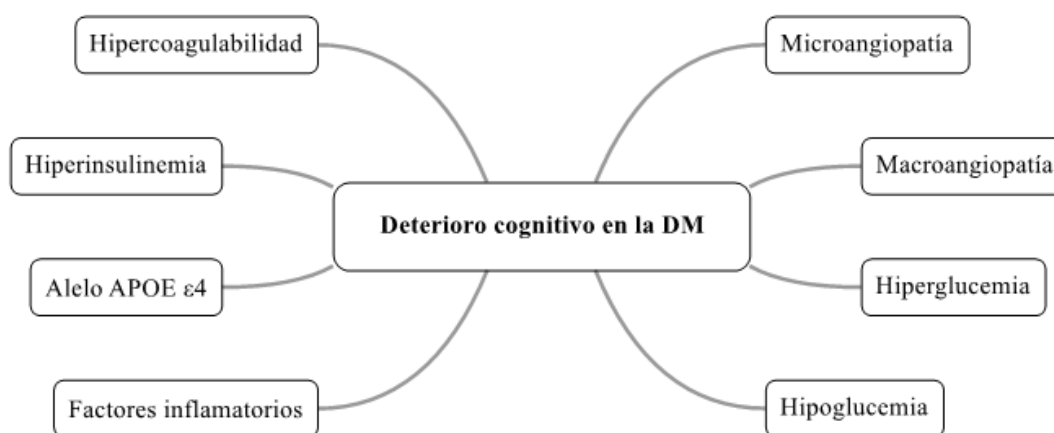 Hipercoagulabilidad
Microangiopatía
Hiperinsulinemia
Macroangiopatía
Deterioro cognitivo en la DM
Alelo APOE ε4
Hiperglucemia
Factores inflamatorios
Hipoglucemia